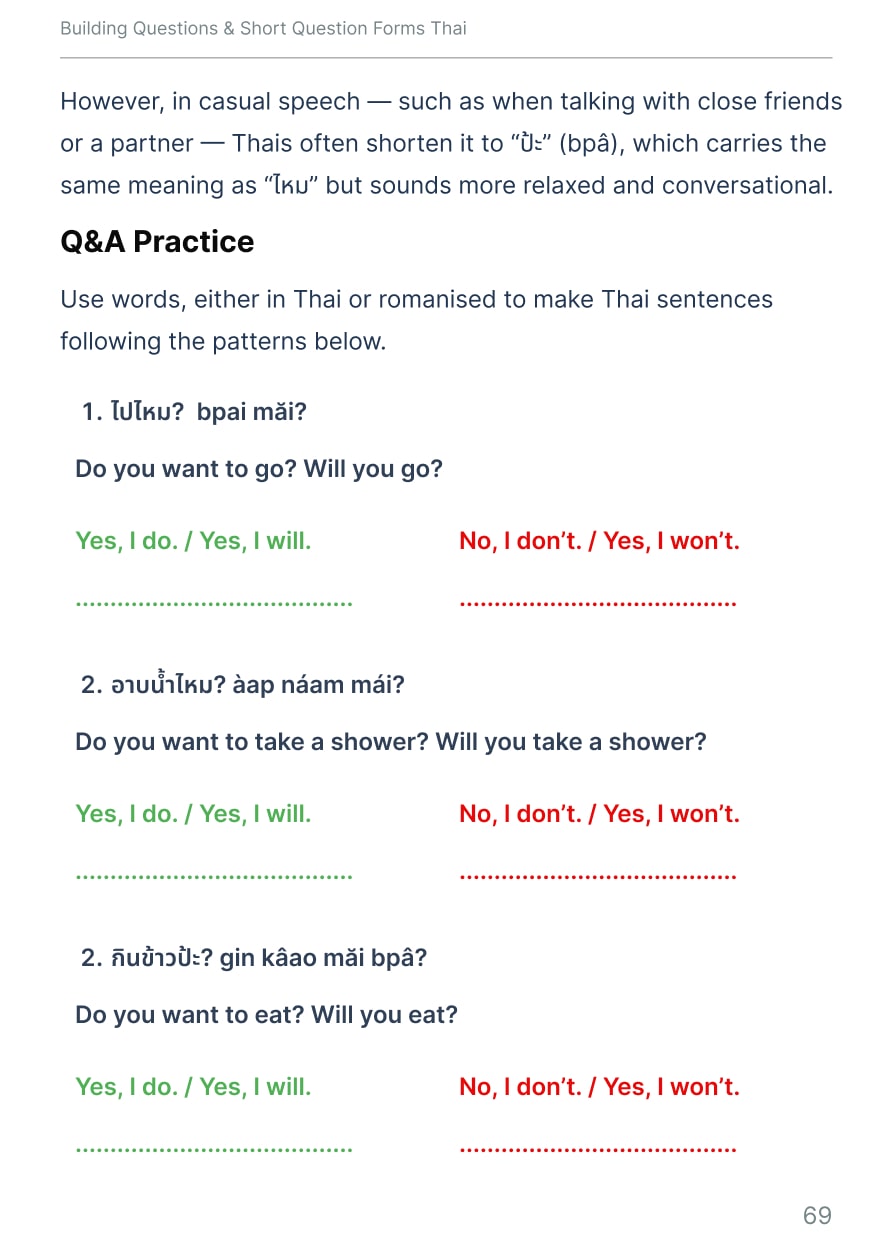 Building Questions & Short Question Forms Thai
However, in casual speech — such as when talking with close friends
or a partner — Thais often shorten it to “ป้ะ” (bpâ), which carries the
same meaning as “ไหม” but sounds more relaxed and conversational.
Q&A Practice
Use words, either in Thai or romanised to make Thai sentences
following the patterns below.
1. ไปไหม?  bpai măi?
Do you want to go? Will you go?
Yes, I do. / Yes, I will. No, I don’t. / Yes, I won’t.
........................................ ........................................
2. อาบน้ำไหม? àap náam mái?
Do you want to take a shower? Will you take a shower?
Yes, I do. / Yes, I will. No, I don’t. / Yes, I won’t.
........................................ ........................................
2. กินข้าวป้ะ? gin kâao măi bpâ?
Do you want to eat? Will you eat?
Yes, I do. / Yes, I will. No, I don’t. / Yes, I won’t.
........................................ ........................................
69